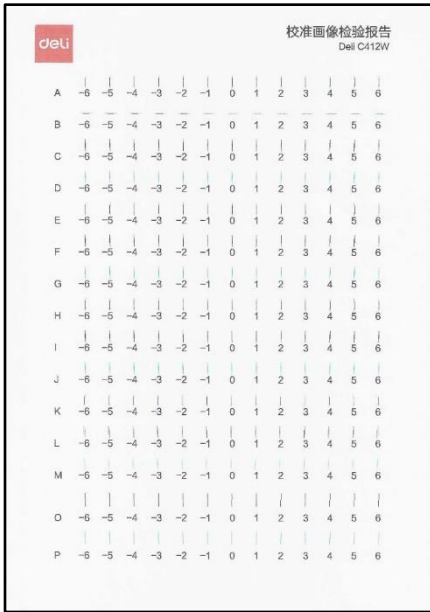 deli
校准画像检验报告
Deli C412W
A -6 -5 -4 -3 -2 -1 0 1 2 3 4 5 6
B -6 -5 -4 -3 -2 -1 0 1 2 3 4 5 6
C -6 -5 -4 -3 -2 -1 0 1 2 3 4 5 6
D -6 -5 -4 -3 -2 -1 0 1 2 3 4 5 6
E -6 -5 -4 -3 -2 -1 0 1 2 3 4 5 6
F -6 -5 -4 -3 -2 -1 0 1 2 3 4 5 6
G -6 -5 -4 -3 -2 -1 0 1 2 3 4 5 6
H -6 -5 -4 -3 -2 -1 0 1 2 3 4 5 6
I -6 -5 -4 -3 -2 -1 0 1 2 3 4 5 6
J -6 -5 -4 -3 -2 -1 0 1 2 3 4 5 6
K -6 -5 -4 -3 -2 -1 0 1 2 3 4 5 6
L -6 -5 -4 -3 -2 -1 0 1 2 3 4 5 6
M -6 -5 -4 -3 -2 -1 0 1 2 3 4 5 6
O -6 -5 -4 -3 -2 -1 0 1 2 3 4 5 6
P -6 -5 -4 -3 -2 -1 0 1 2 3 4 5 6